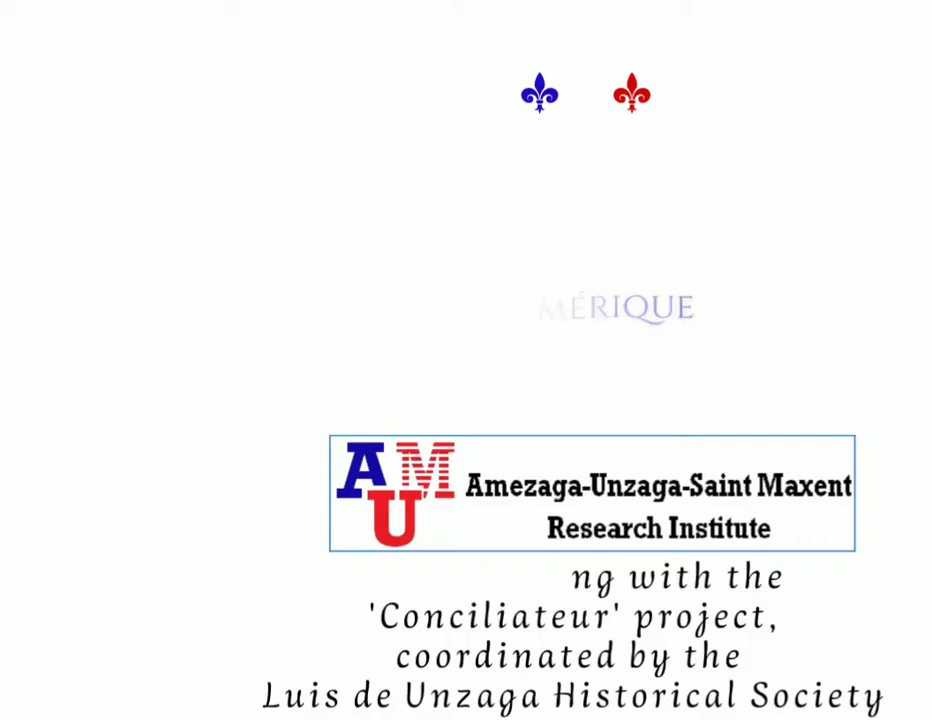 MÉRIQUE
AMU
Amezaga-Unzaga-Saint Maxent
Research Institute
ng with the
'Conciliateur' project,
coordinated by the
Luis de Unzaga Historical Society